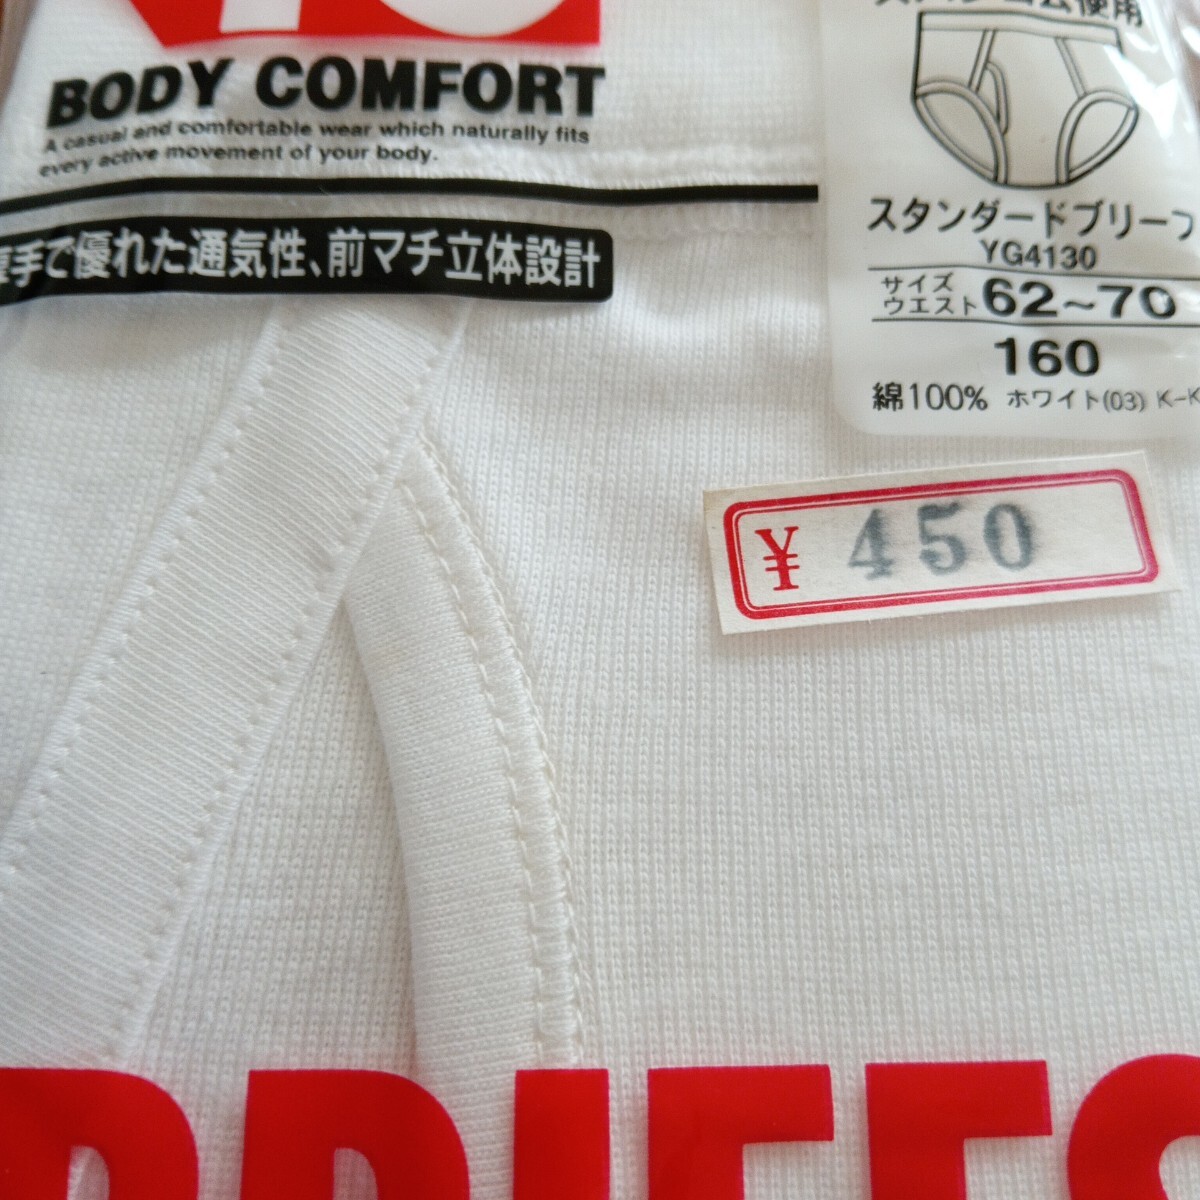 BODY COMFORT
A casual and comfortable wear which naturally fits
every active movement of your body.
手で優れた通気性、前マチ立体設計
使用
スタンダードブリーフ
YG4130
サイズ
ウエスト 62~70
160
綿100% ホワイト(03) K-K
¥ 450
BRIEFS